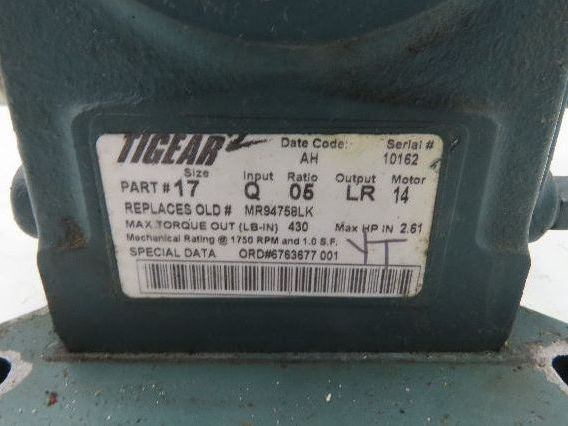 TIGEAR2 Date Code: Serial #
AH 10162
Size Input Ratio Output Motor
PART # 17 Q 05 LR 14
REPLACES OLD # MR94758LK
MAX.TORQUE OUT (LB-IN) 430 Max HP IN 2.61
Mechanical Rating @ 1750 RPM and 1.0 S.F.
SPECIAL DATA ORD#6763677 001